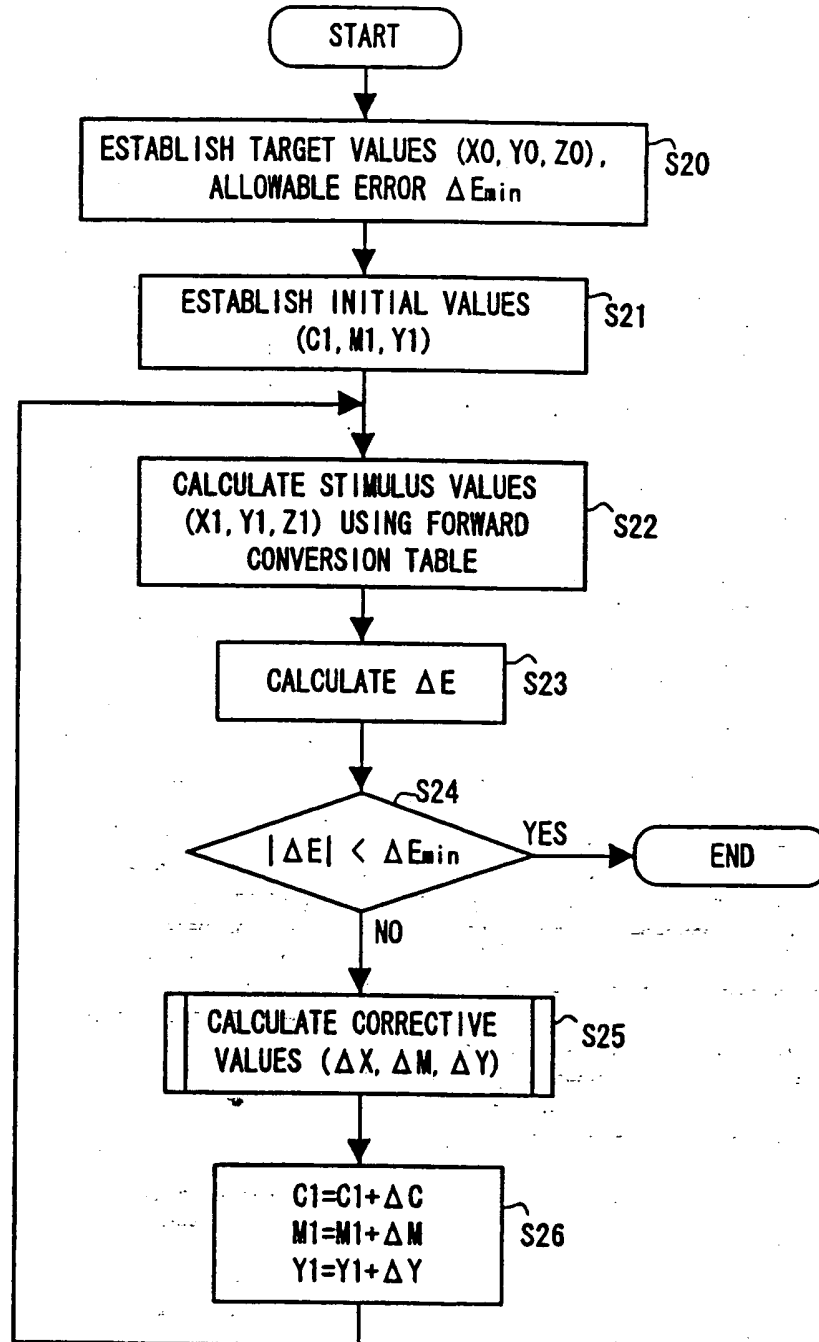 START
ESTABLISH TARGET VALUES (X0, Y0, Z0),
ALLOWABLE ERROR ΔEmin
S20
ESTABLISH INITIAL VALUES
(C1, M1, Y1)
S21
CALCULATE STIMULUS VALUES
(X1, Y1, Z1) USING FORWARD
CONVERSION TABLE
S22
CALCULATE ΔE
S23
S24
|ΔE| < ΔEmin
YES
END
NO
CALCULATE CORRECTIVE
VALUES (ΔX, ΔM, ΔY)
S25
C1=C1+ΔC
M1=M1+ΔM
Y1=Y1+ΔY
S26